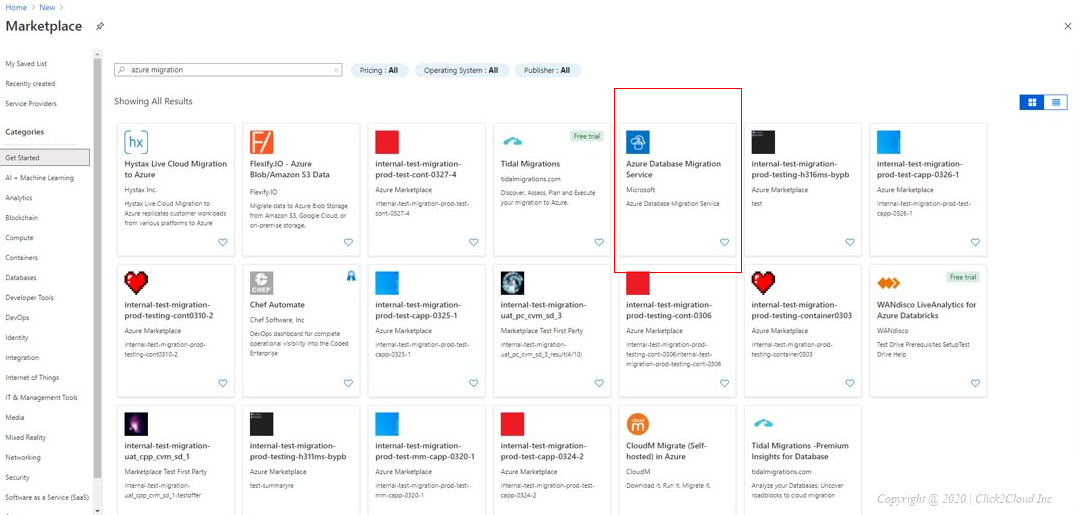 Home > New >
Marketplace
My Saved List
Recently created
Service Providers
Categories
Get Started
AI + Machine Learning
Analytics
Blockchain
Compute
Containers
Databases
Developer Tools
DevOps
Identity
Integration
Internet of Things
IT & Management Tools
Media
Mixed Reality
Networking
Security
Software as a Service (SaaS)
azure migration
Pricing : All
Operating System : All
Publisher : All
Showing All Results
hx
Hystax Live Cloud Migration
to Azure
Hystax Inc.
Hystax Live Cloud Migration to
Azure replicates customer workloads
from various platforms to Azure
F/
Flexify.IO - Azure
Blob/Amazon S3 Data
Flexify.IO
Migrate data to Azure Blob Storage
from Amazon S3, Google Cloud, or
on-premise storage.
internal-test-migration-
prod-test-cont-0327-4
Azure Marketplace
internal-test-migration-prod-test-
cont-0327-4
Free trial
Tidal Migrations
tidalmigrations.com
Discover, Assess, Plan and Execute
your migration to Azure.
Azure Database Migration
Service
Microsoft
Azure Database Migration Service
internal-test-migration-
prod-testing-h316ms-bypb
Azure Marketplace
test
internal-test-migration-
prod-test-capp-0326-1
Azure Marketplace
internal-test-migration-prod-test-
capp-0326-1
internal-test-migration-
prod-testing-cont0310-2
Azure Marketplace
internal-test-migration-prod-
testing-cont0310-2
CHEF
Chef Automate
Chef Software, Inc
DevOps dashboard for complete
operational visibility into the Coded
Enterprise
internal-test-migration-
prod-test-capp-0325-1
Azure Marketplace
internal-test-migration-prod-test-
capp-0325-1
internal-test-migration-
uat_pc_cvm_sd_3
Marketplace Test First Party
internal-test-migration-
uat_pc_cvm_sd_3_result(4/10)
internal-test-migration-
prod-testing-cont-0306
Azure Marketplace
internal-test-migration-prod-
testing-cont-0306internal-test-
migration-prod-testing-cont-0306
internal-test-migration-
prod-testing-container0303
Azure Marketplace
internal-test-migration-prod-
testing-container0303
Free trial
WANdisco LiveAnalytics for
Azure Databricks
WANdisco
Test Drive Prerequisites SetupTest
Drive Help
internal-test-migration-
uat_cpp_cvm_sd_1
Marketplace Test First Party
internal-test-migration-
uat_cpp_cvm_sd_1-testoffer
internal-test-migration-
prod-testing-h311ms-bypb
Azure Marketplace
test-summaryre
internal-test-migration-
prod-test-mm-capp-0320-1
Azure Marketplace
internal-test-migration-prod-test-
mm-capp-0320-1
internal-test-migration-
prod-test-capp-0324-2
Azure Marketplace
internal-test-migration-prod-test-
capp-0324-2
cloud
m
CloudM Migrate (Self-
hosted) in Azure
CloudM
Download It. Run it. Migrate it.
Tidal Migrations -Premium
Insights for Database
tidalmigrations.com
Analyze your Databases. Uncover
roadblocks to cloud migration
Copyright @ 2020 | Click2Cloud Inc.